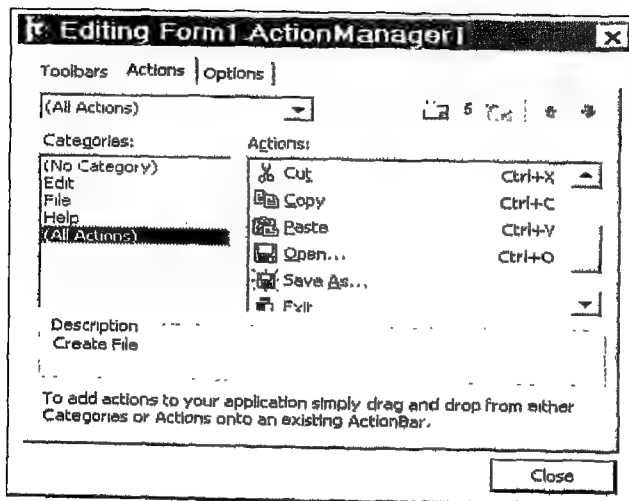 Editing Form1 ActionManager1
Toolbars Actions Options
(All Actions)
Categories:
(No Category)
Edit
File
Help
(All Actions)
Actions:
Cut Ctrl+X
Copy Ctrl+C
Paste Ctrl+V
Open... Ctrl+O
Save As...
Exit
Description
Create File
To add actions to your application simply drag and drop from either
Categories or Actions onto an existing ActionBar.
Close